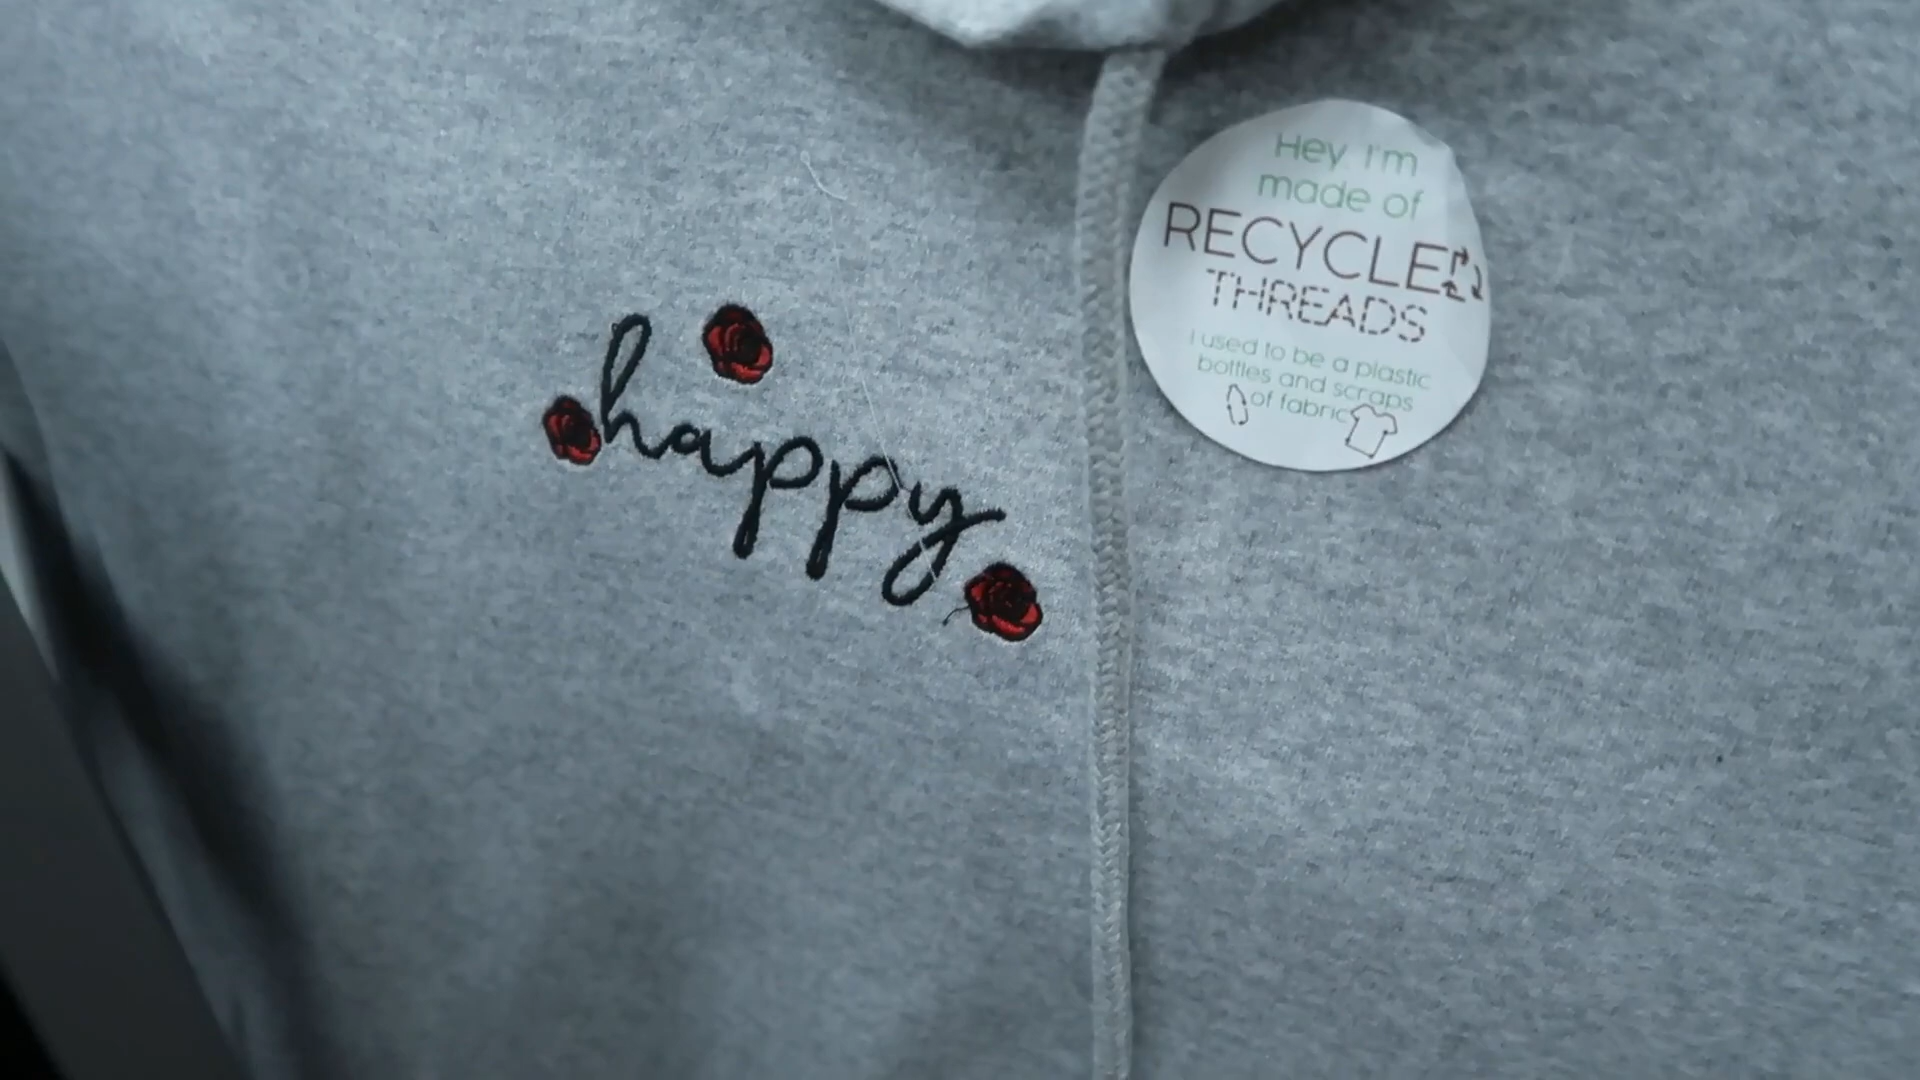 happy
Hey, I'm
made of
RECYCLED
THREADS
I used to be a plastic
bottles and scraps
of fabric